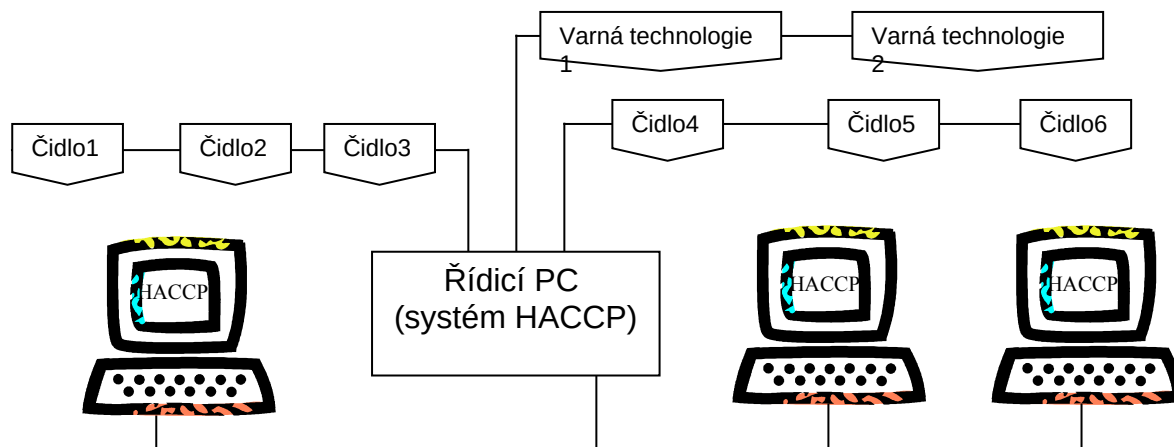 Varná technologie
1
Varná technologie
2
Čidlo1
Čidlo2
Čidlo3
Čidlo4
Čidlo5
Čidlo6
HACCP
Řídicí PC
(systém HACCP)
HACCP
HACCP